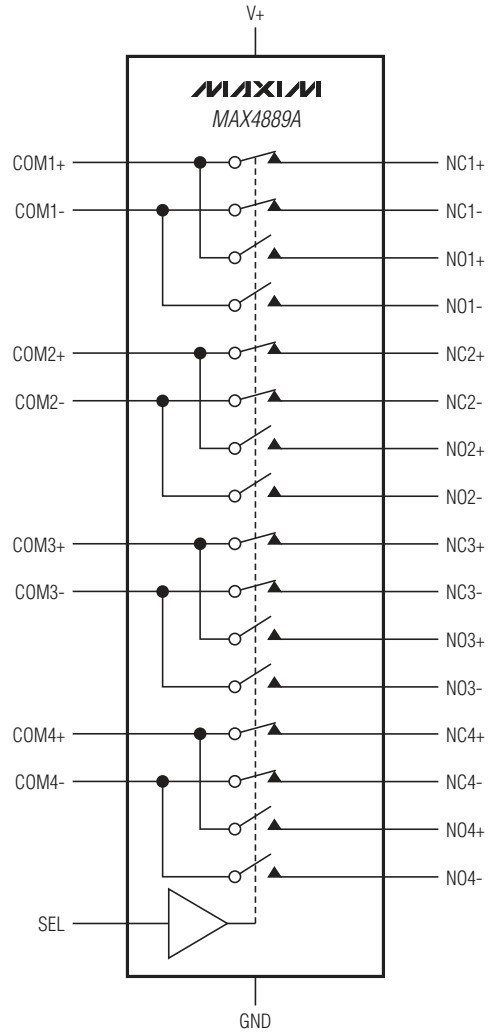 V+
MAXIM
MAX4889A
COM1+
NC1+
COM1-
NC1-
NO1+
NO1-
COM2+
NC2+
COM2-
NC2-
NO2+
NO2-
COM3+
NC3+
COM3-
NC3-
NO3+
NO3-
COM4+
NC4+
COM4-
NC4-
NO4+
NO4-
SEL
GND